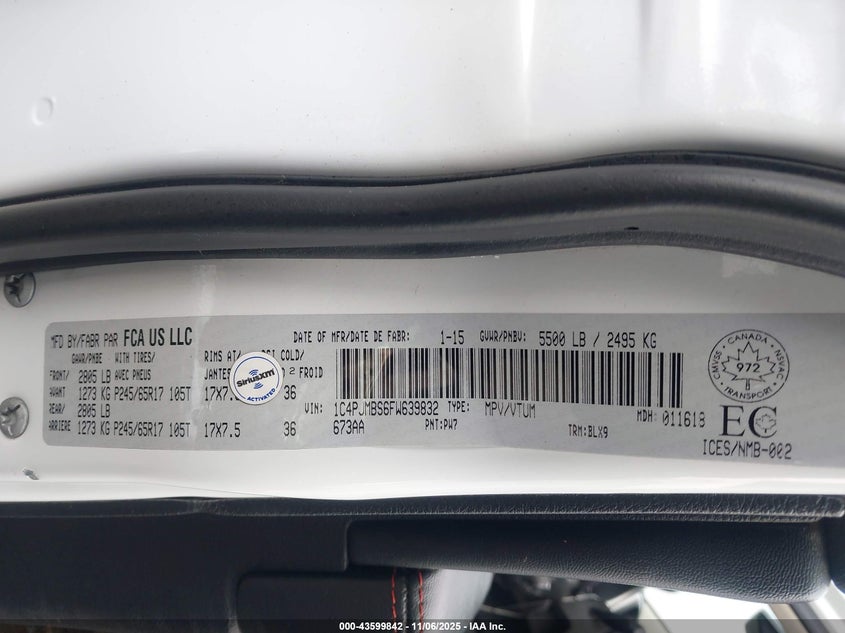 MFD BY/FABR PAR FCA US LLC
DATE OF MFR/DATE DE FABR: 1-15 GVWR/PNBV: 5500 LB / 2495 KG
GAWR/PNBE WITH TIRES/ RIMS AT/ COLD/
FRONT/ 2805 LB AVEC PNEUS FROID
AVANT 1273 KG P245/65R17 105T 17X7.5 36
REAR/ 2805 LB
ARRIERE 1273 KG P245/65R17 105T 17X7.5 36
SiriusXM
ACTIVATED
VIN: 1C4PJMBS6FW639832 TYPE: MPV/VTUM MDH: 011613
673AA PNT:PW7 TRM:BLX9
CANADA
CMVSS NSVAC
972
B
TRANSPORT
EC
ICES/NMB-002
000-43599842 - 11/06/2025 - IAA Inc.